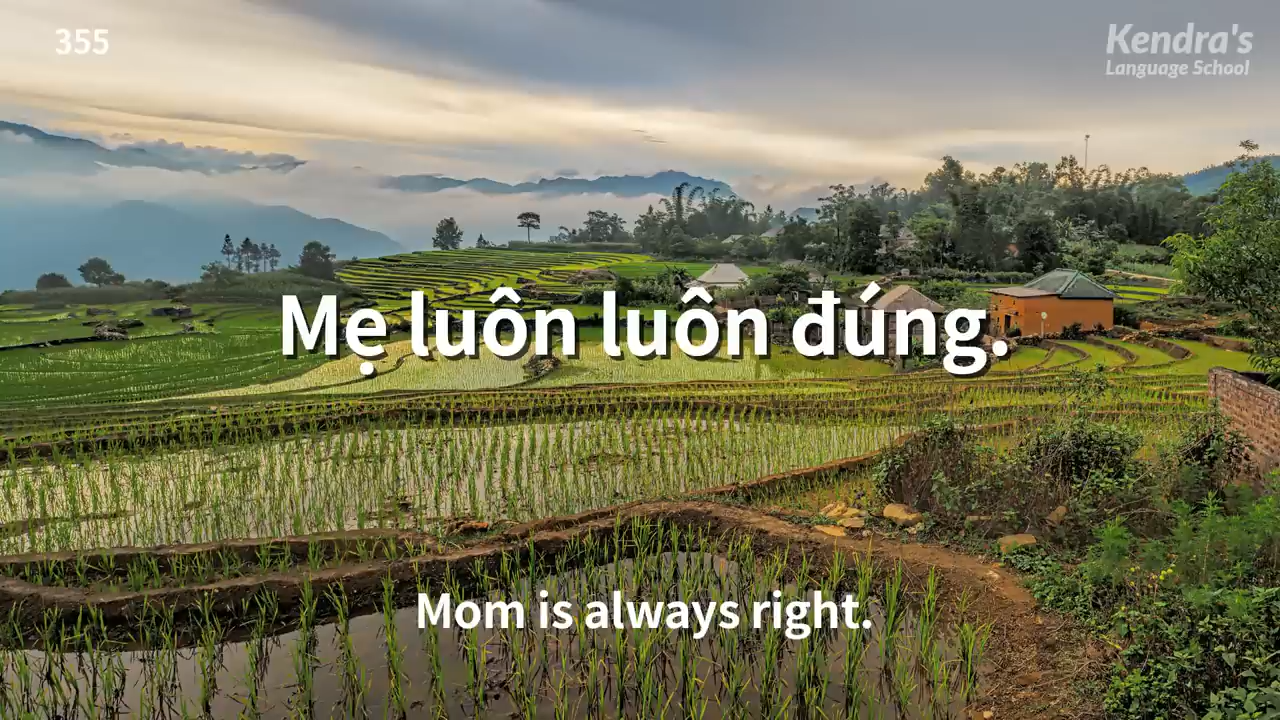 355
Kendra's
Language School
Mẹ luôn luôn đúng.
Mom is always right.